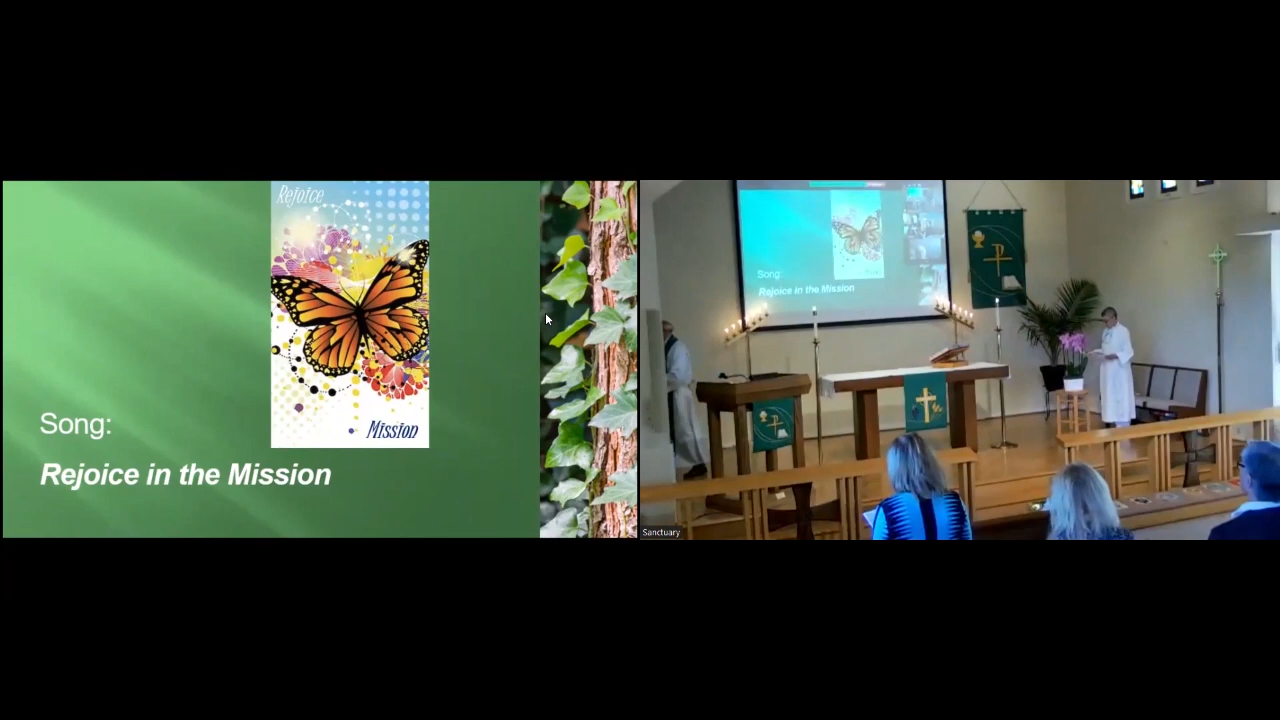 Rejoice
Mission
Song:
Rejoice in the Mission
Song:
Rejoice in the Mission
Sanctuary